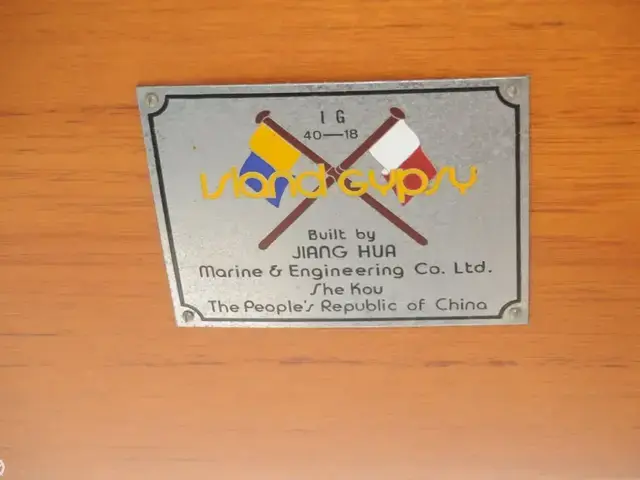 I G
40—18
Island Gypsy
Built by
JIANG HUA
Marine & Engineering Co. Ltd.
She Kou
The People's Republic of China